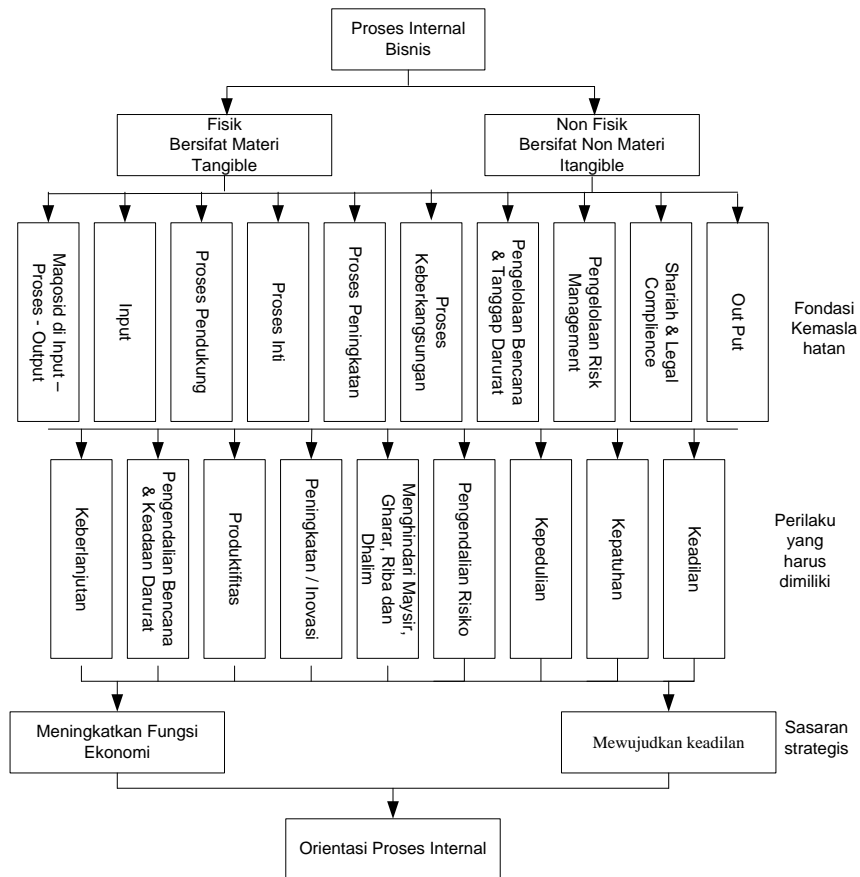 Proses Internal
Bisnis
Fisik
Bersifat Materi
Tangible
Non Fisik
Bersifat Non Materi
Itangible
Maqosid di Input –
Proses - Output
Input
Proses Pendukung
Proses Inti
Proses Peningkatan
Proses
Keberkangsungan
Pengelolaan Bencana
& Tanggap Darurat
Pengelolaan Risk
Management
Shariah & Legal
Complience
Out Put
Fondasi
Kemasla
hatan
Keberlanjutan
Pengendalian Bencana
& Keadaan Darurat
Produktifitas
Peningkatan / Inovasi
Menghindari Maysir,
Gharar, Riba dan
Dhalim
Pengendalian Risiko
Kepedulian
Kepatuhan
Keadilan
Perilaku
yang
harus
dimiliki
Meningkatkan Fungsi
Ekonomi
Mewujudkan keadilan
Sasaran
strategis
Orientasi Proses Internal